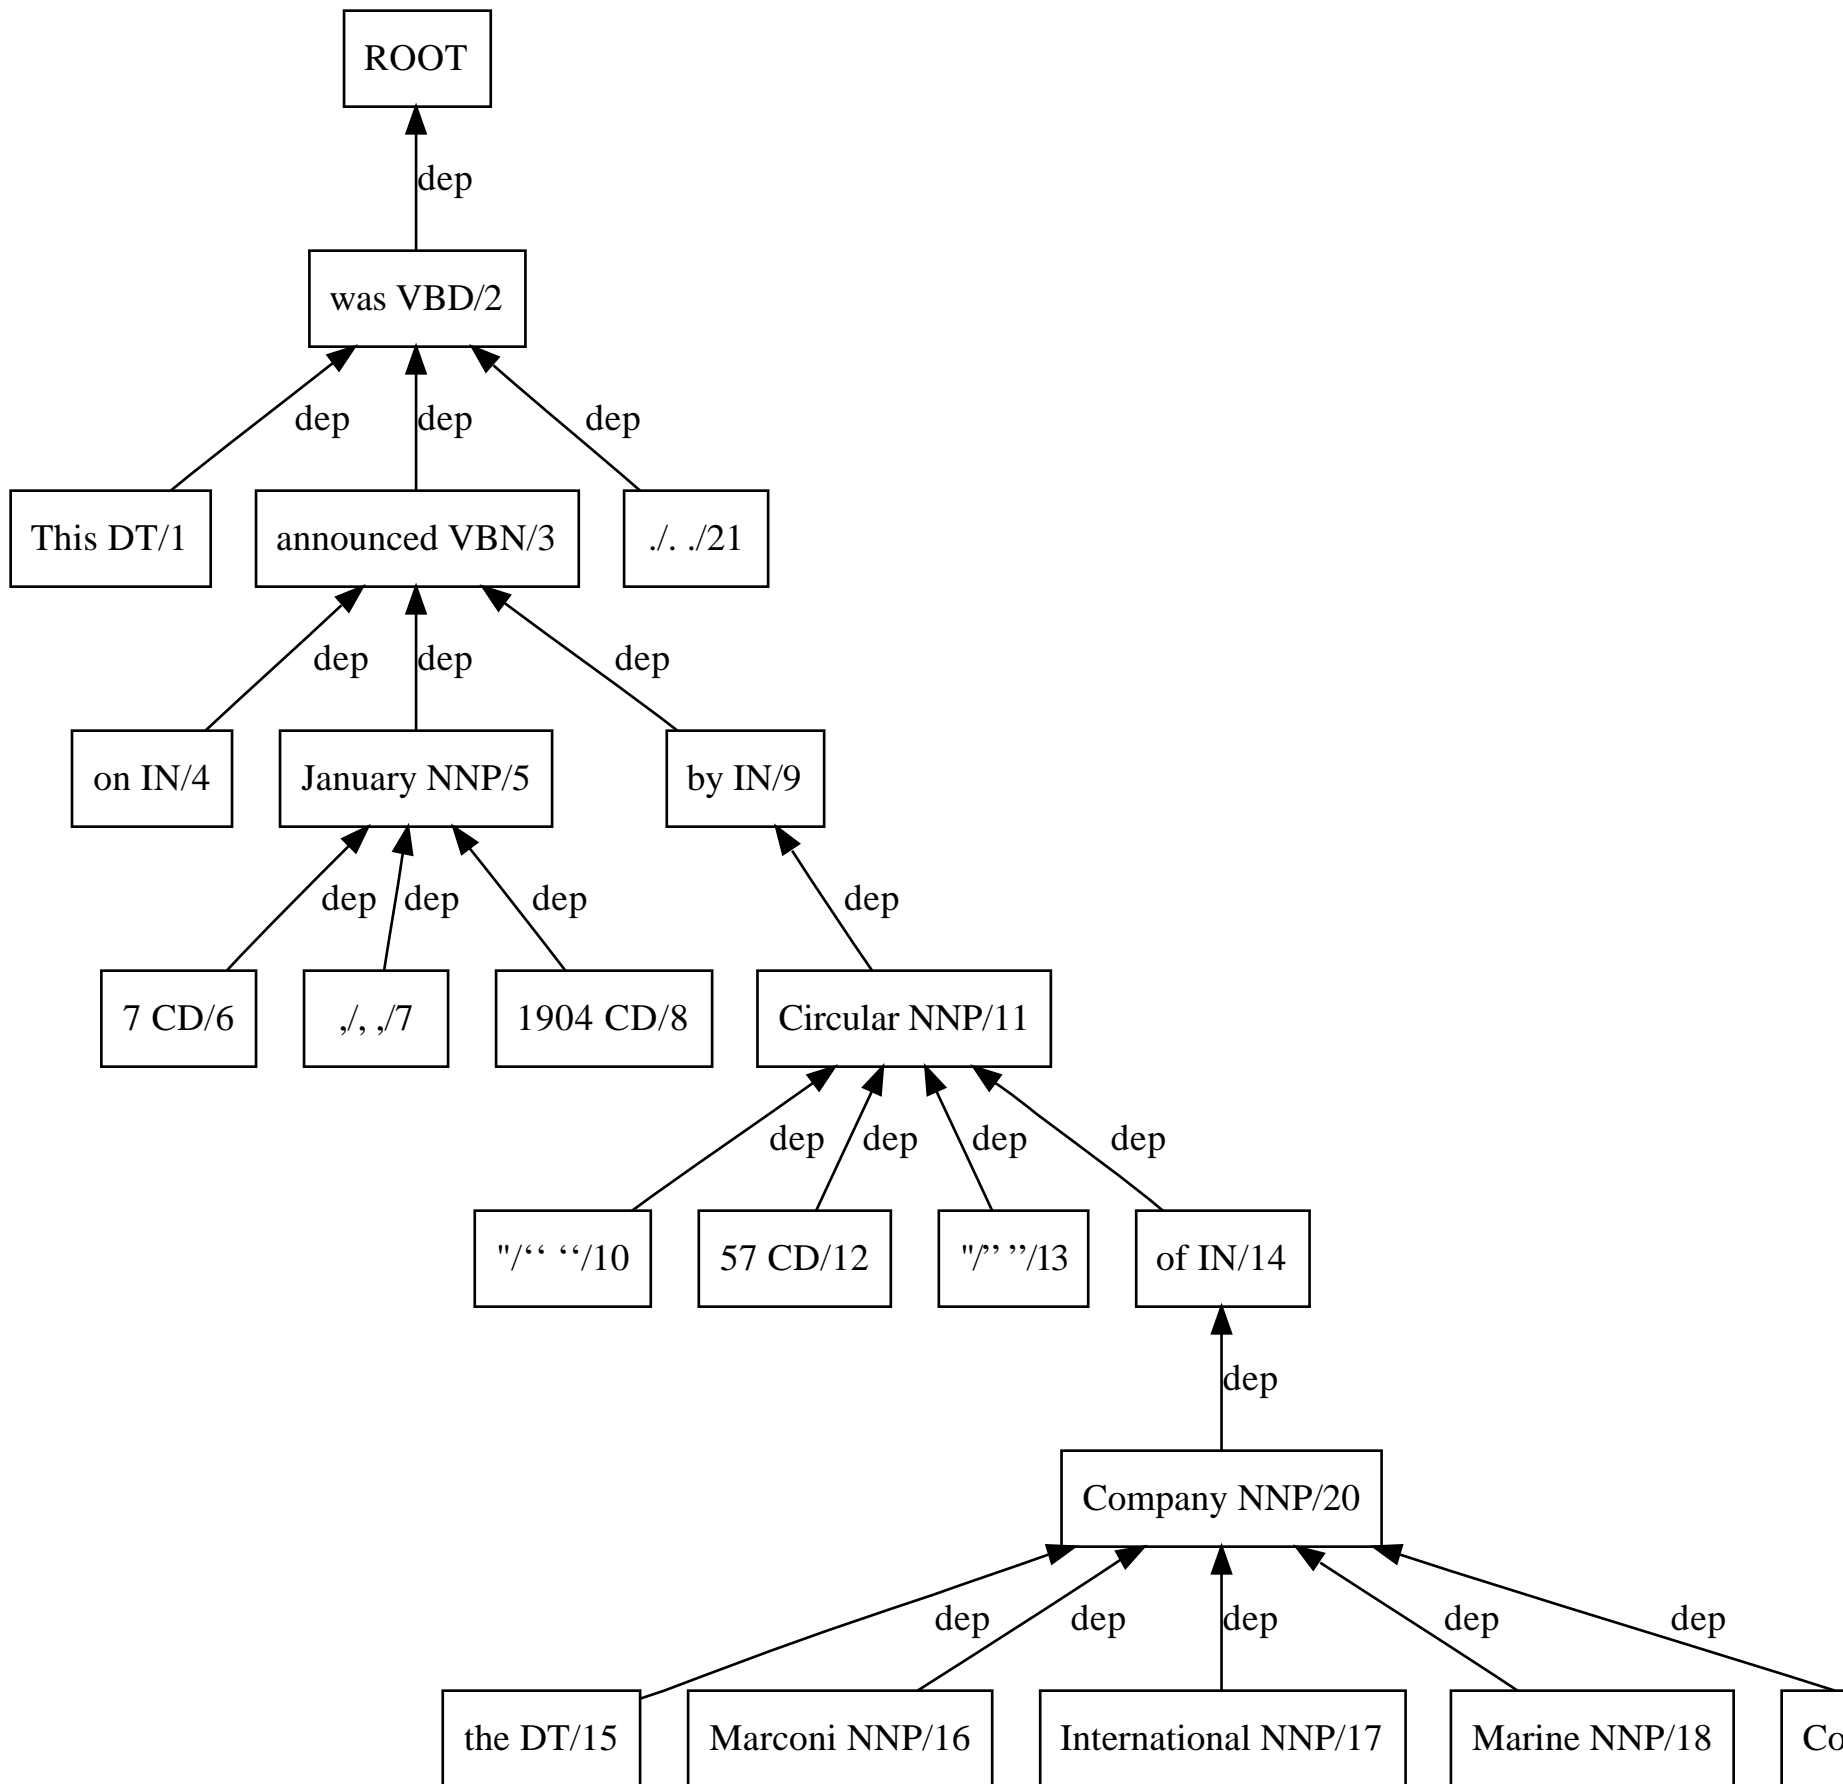 ROOT
dep
was VBD/2
dep dep dep
This DT/1 announced VBN/3 ./. ./21
dep dep dep
on IN/4 January NNP/5 by IN/9
dep dep dep dep
7 CD/6 ,/, ,/7 1904 CD/8 Circular NNP/11
dep dep dep dep
"/“ “/10 57 CD/12 "/” ”/13 of IN/14
dep
Company NNP/20
dep dep dep dep dep
the DT/15 Marconi NNP/16 International NNP/17 Marine NNP/18 Co